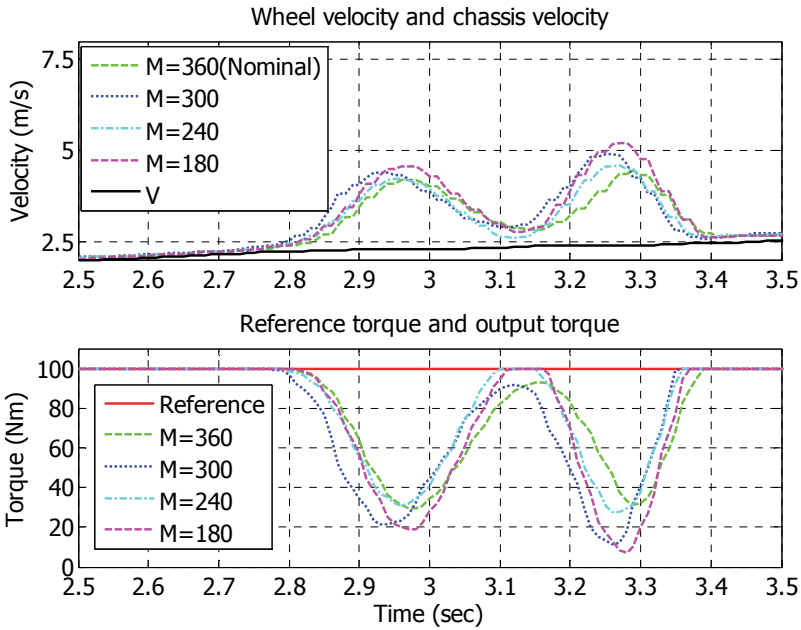 Wheel velocity and chassis velocity
Velocity (m/s)
7.5
5
2.5
M=360(Nominal)
M=300
M=240
M=180
V
2.5 2.6 2.7 2.8 2.9 3 3.1 3.2 3.3 3.4 3.5
Reference torque and output torque
Torque (Nm)
100
80
60
40
20
0
Reference
M=360
M=300
M=240
M=180
2.5 2.6 2.7 2.8 2.9 3 3.1 3.2 3.3 3.4 3.5
Time (sec)